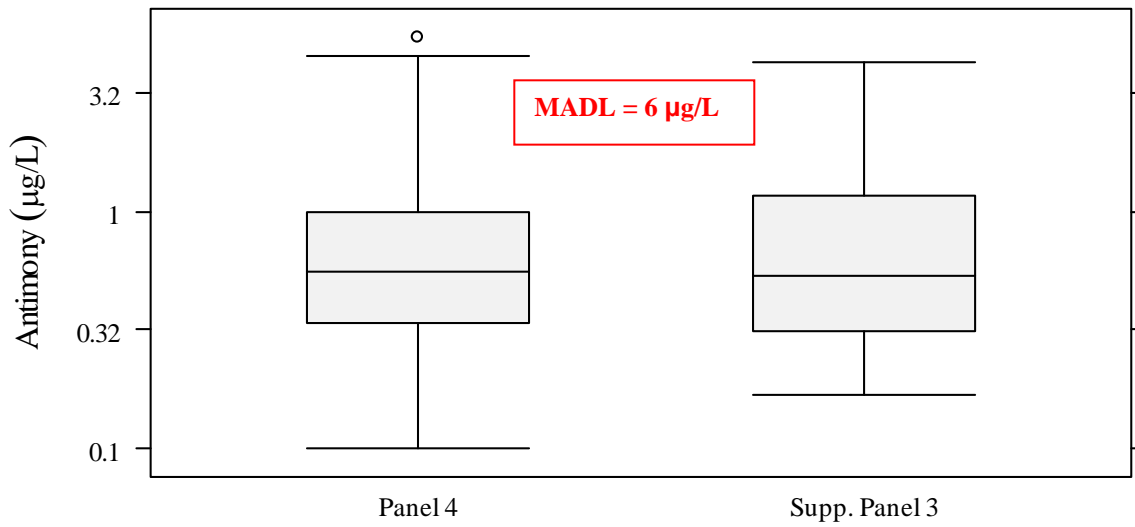 Antimony (µg/L)
3.2
1
0.32
0.1
MADL = 6 µg/L
Panel 4
Supp. Panel 3